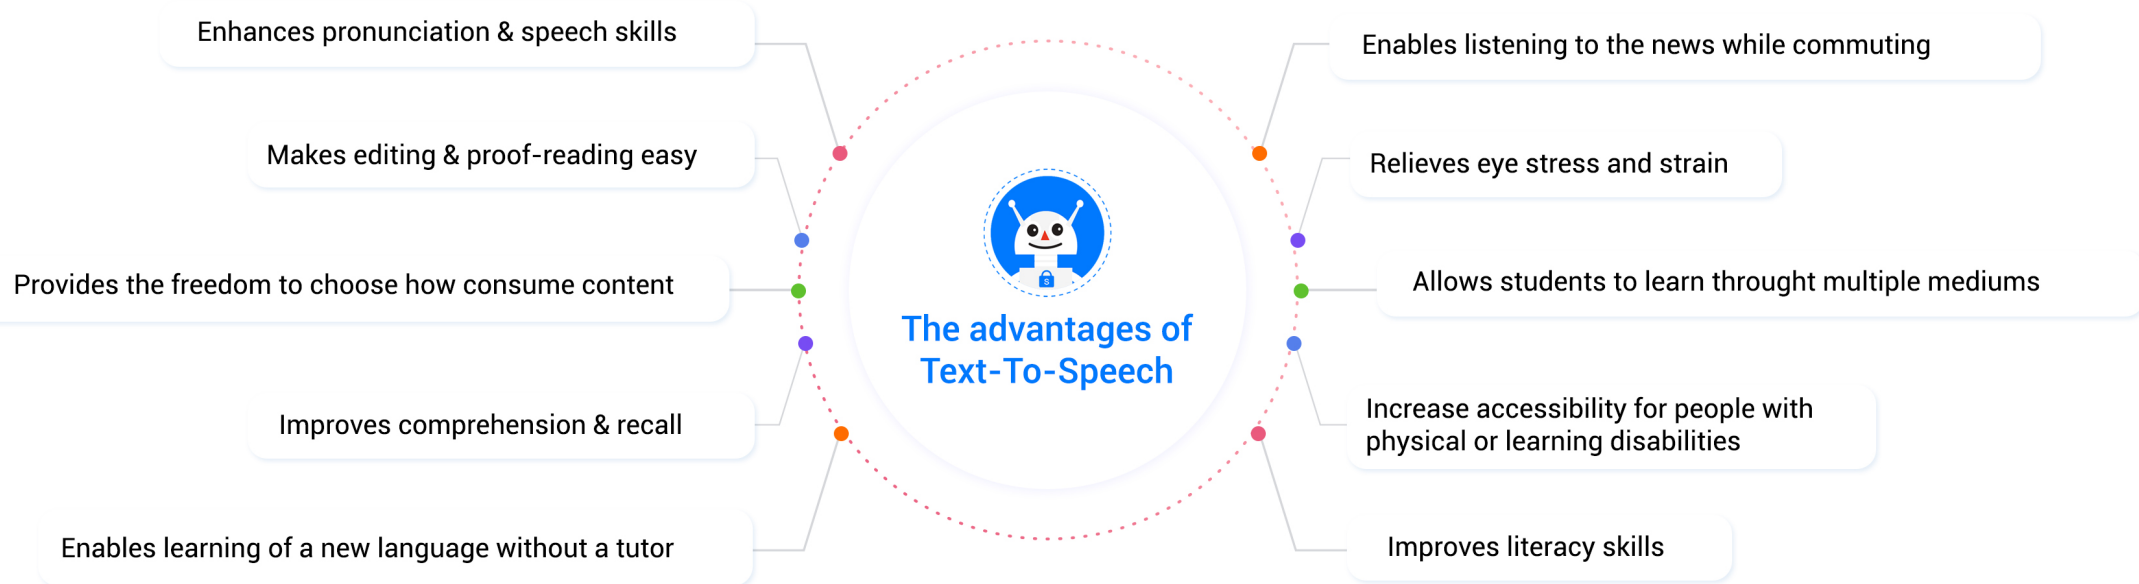 Enhances pronunciation & speech skills
Makes editing & proof-reading easy
Provides the freedom to choose how consume content
Improves comprehension & recall
Enables learning of a new language without a tutor
S
The advantages of
Text-To-Speech
Enables listening to the news while commuting
Relieves eye stress and strain
Allows students to learn throught multiple mediums
Increase accessibility for people with
physical or learning disabilities
Improves literacy skills